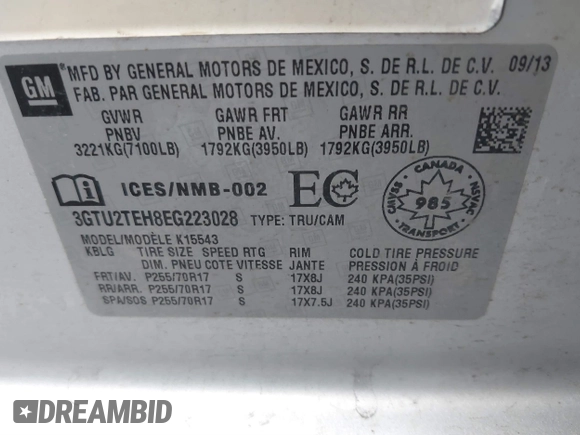 GM
MFD BY GENERAL MOTORS DE MEXICO, S. DE R.L. DE C.V. 09/13
FAB. PAR GENERAL MOTORS DE MEXICO, S. DE R.L. DE C.V.
GVWR GAWR FRT GAWR RR
PNBV PNBE AV. PNBE ARR.
3221KG(7100LB) 1792KG(3950LB) 1792KG(3950LB)
ICES/NMB-002 EC
CANADA
985
NSVAC
TRANSPORT
3GTU2TEH8EG223028 TYPE: TRU/CAM
MODEL/MODÈLE K15543
KBLG TIRE SIZE SPEED RTG RIM COLD TIRE PRESSURE
DIM. PNEU COTE VITESSE JANTE PRESSION À FROID
FRT/AV. P255/70R17 S 17X8J 240 KPA(35PSI)
RR/ARR. P255/70R17 S 17X8J 240 KPA(35PSI)
SPA/SDS P255/70R17 S 17X7.5J 240 KPA(35PSI)
DREAMBID